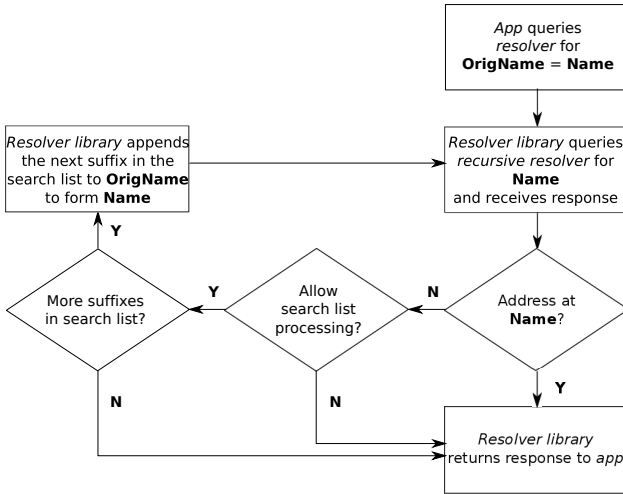 App queries
resolver for
OrigName = Name
Resolver library appends
the next suffix in the
search list to OrigName
to form Name
Resolver library queries
recursive resolver for
Name
and receives response
Y
More suffixes
in search list?
Y
Allow
search list
processing?
N
Address at
Name?
N
N
Y
Resolver library
returns response to app